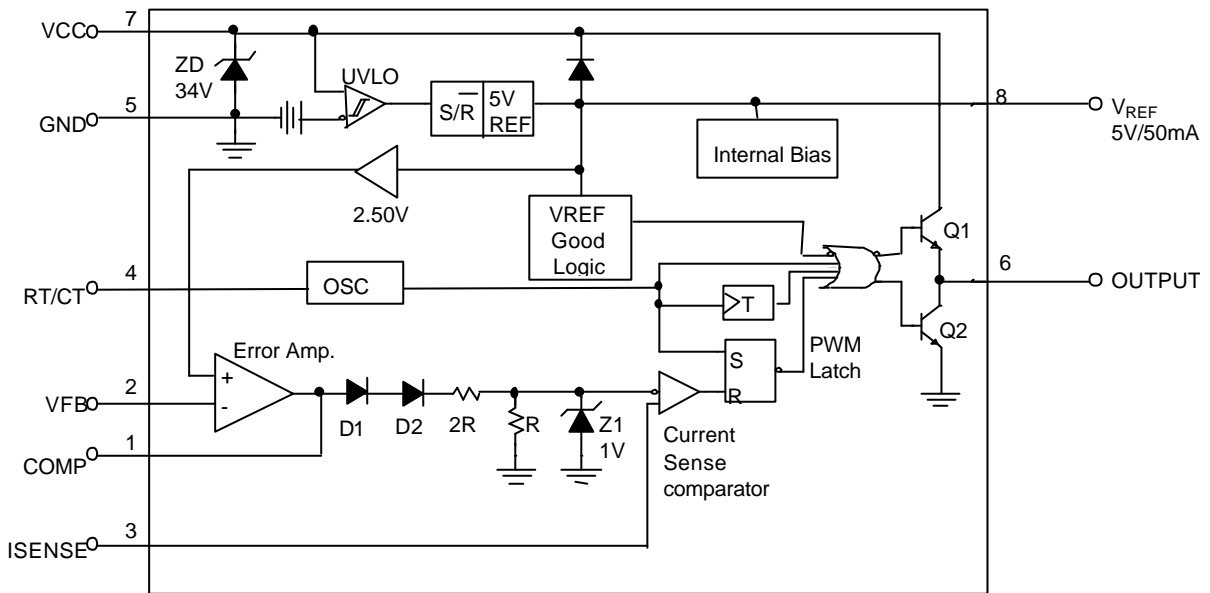 7
VCC
ZD
34V
UVLO
S/R
5V
REF
5
GND
8
VREF
5V/50mA
Internal Bias
2.50V
VREF
Good
Logic
Q1
4
RT/CT
OSC
6
OUTPUT
T
Q2
PWM
Latch
Error Amp.
S
R
+
-
2
VFB
D1
D2
2R
R
Z1
1V
1
COMP
Current
Sense
comparator
3
ISENSE